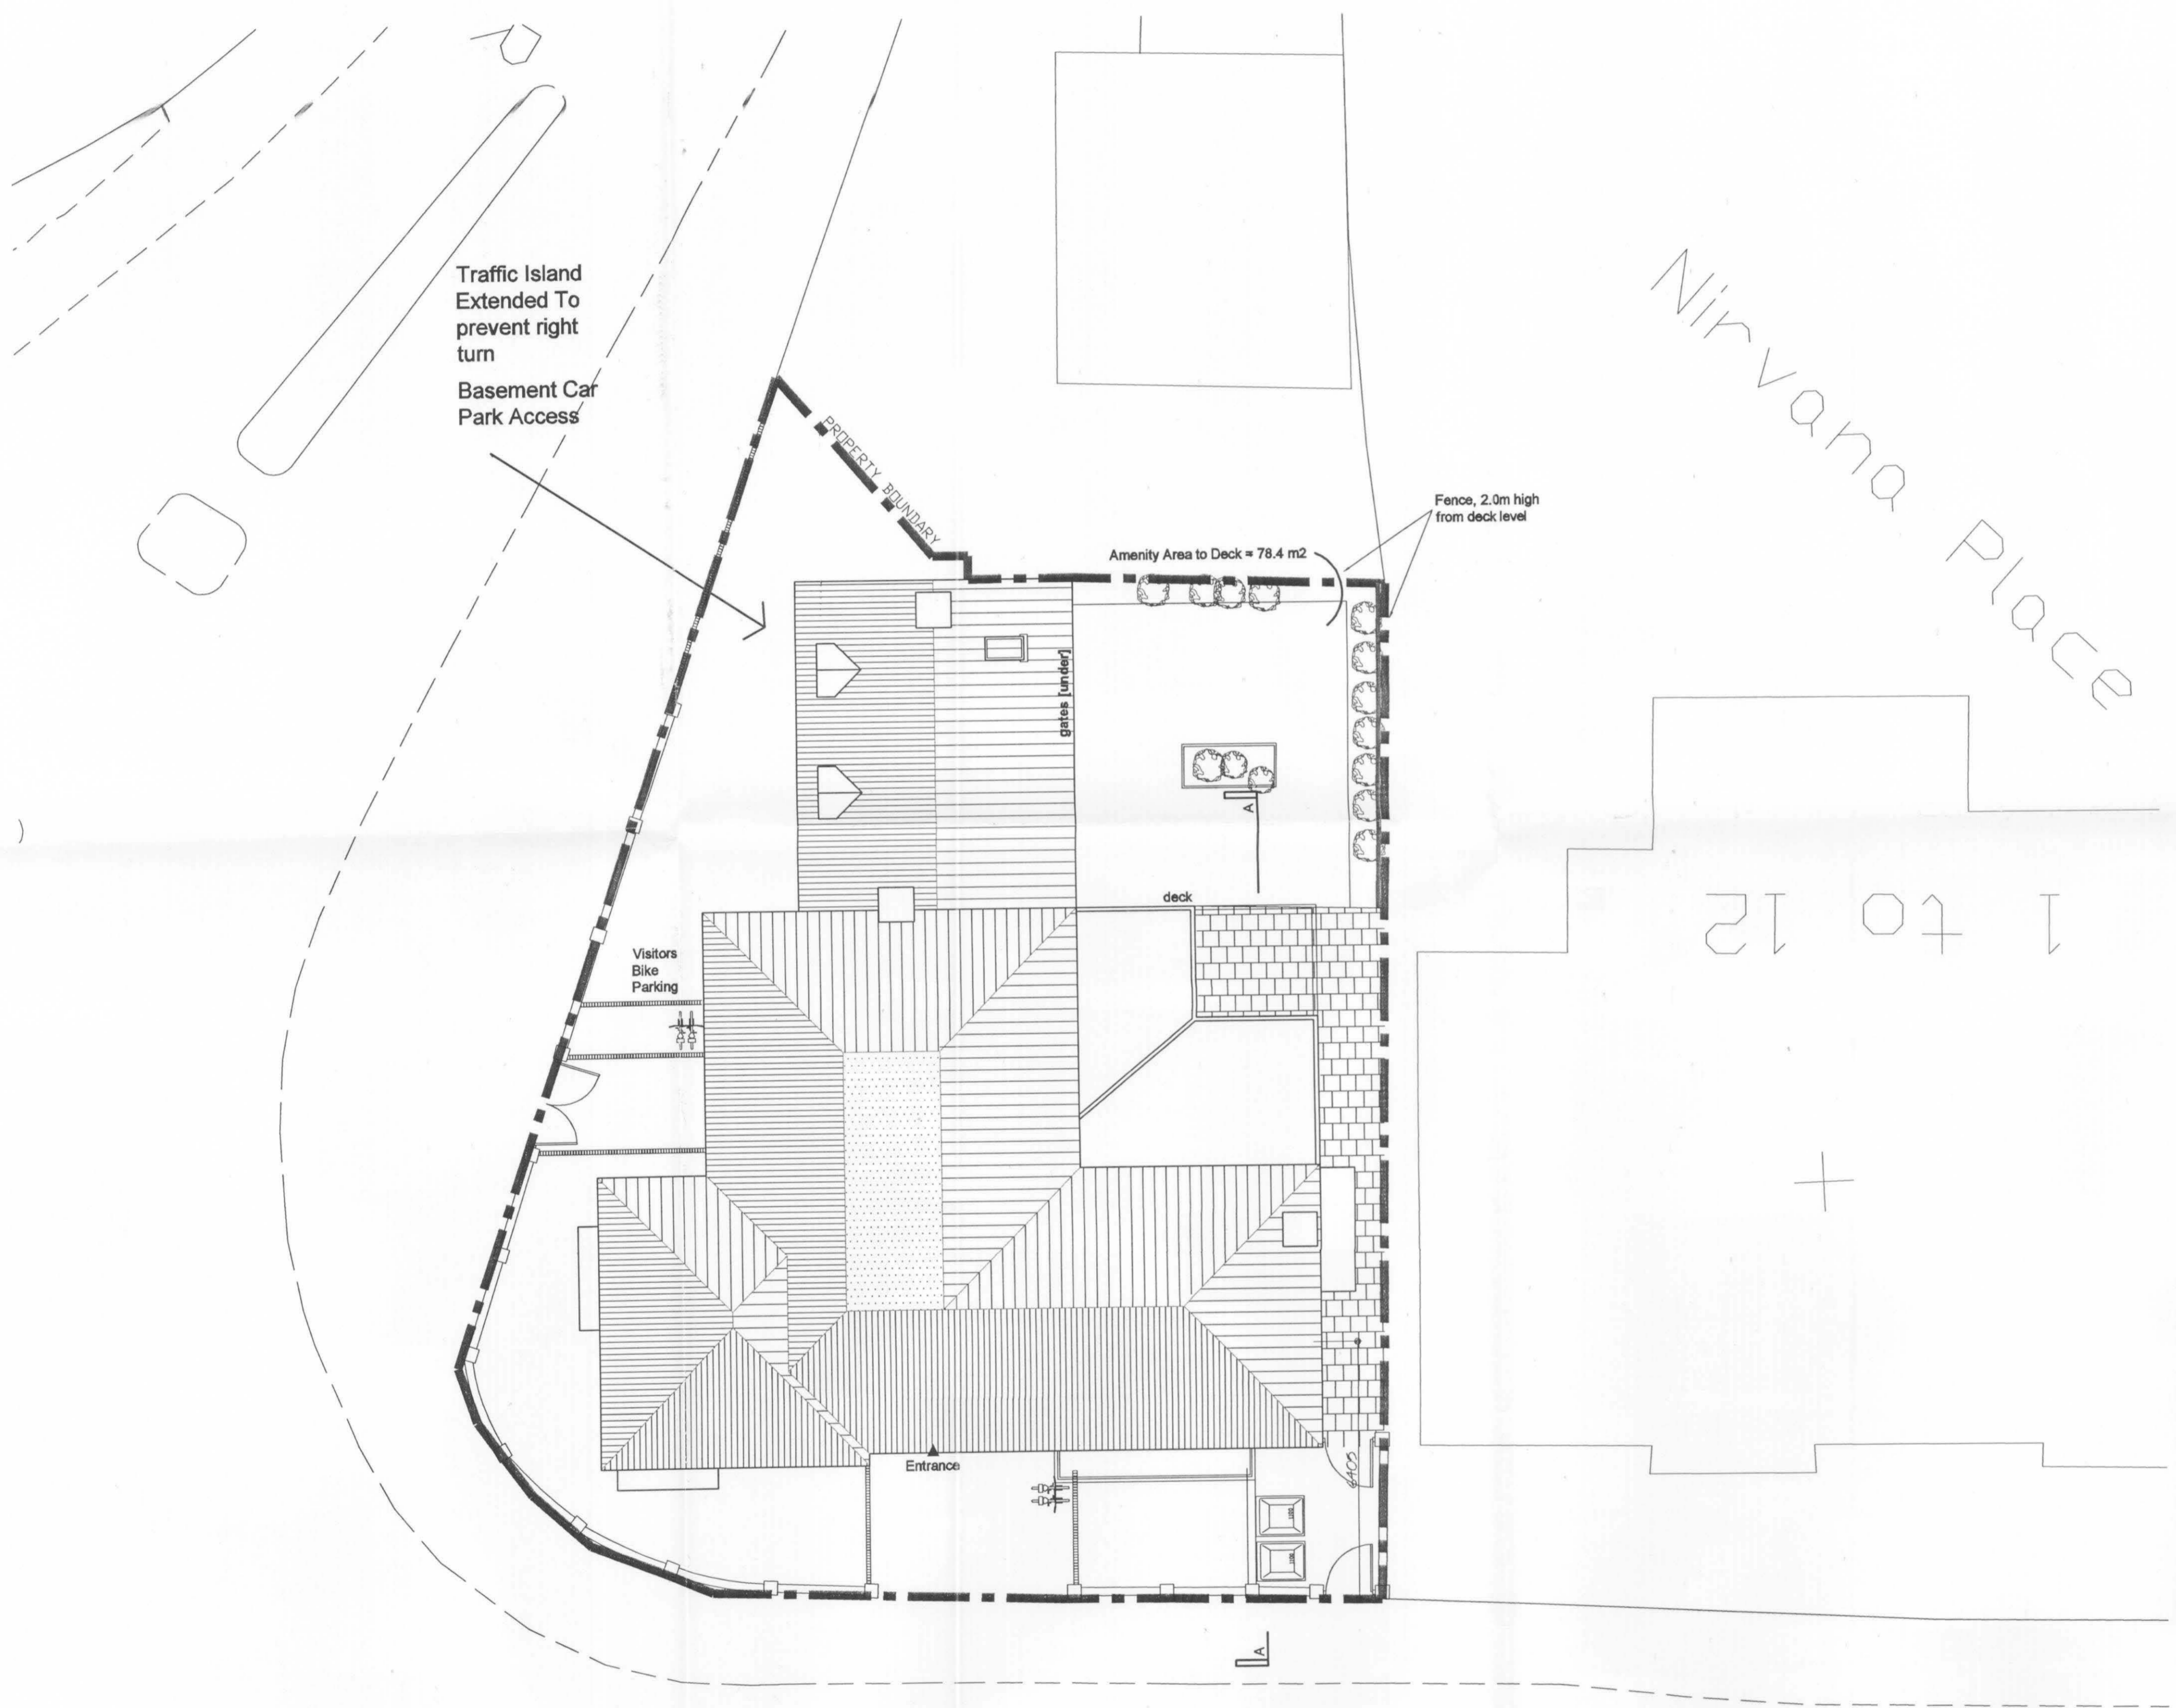 Traffic Island
Extended To
prevent right
turn
Basement Car
Park Access
PROPERTY BOUNDARY
Nirvana Place
Fence, 2.0m high
from deck level
Amenity Area to Deck = 78.4 m2
gates [under]
A
deck
1 to 12
Visitors
Bike
Parking
Entrance
A